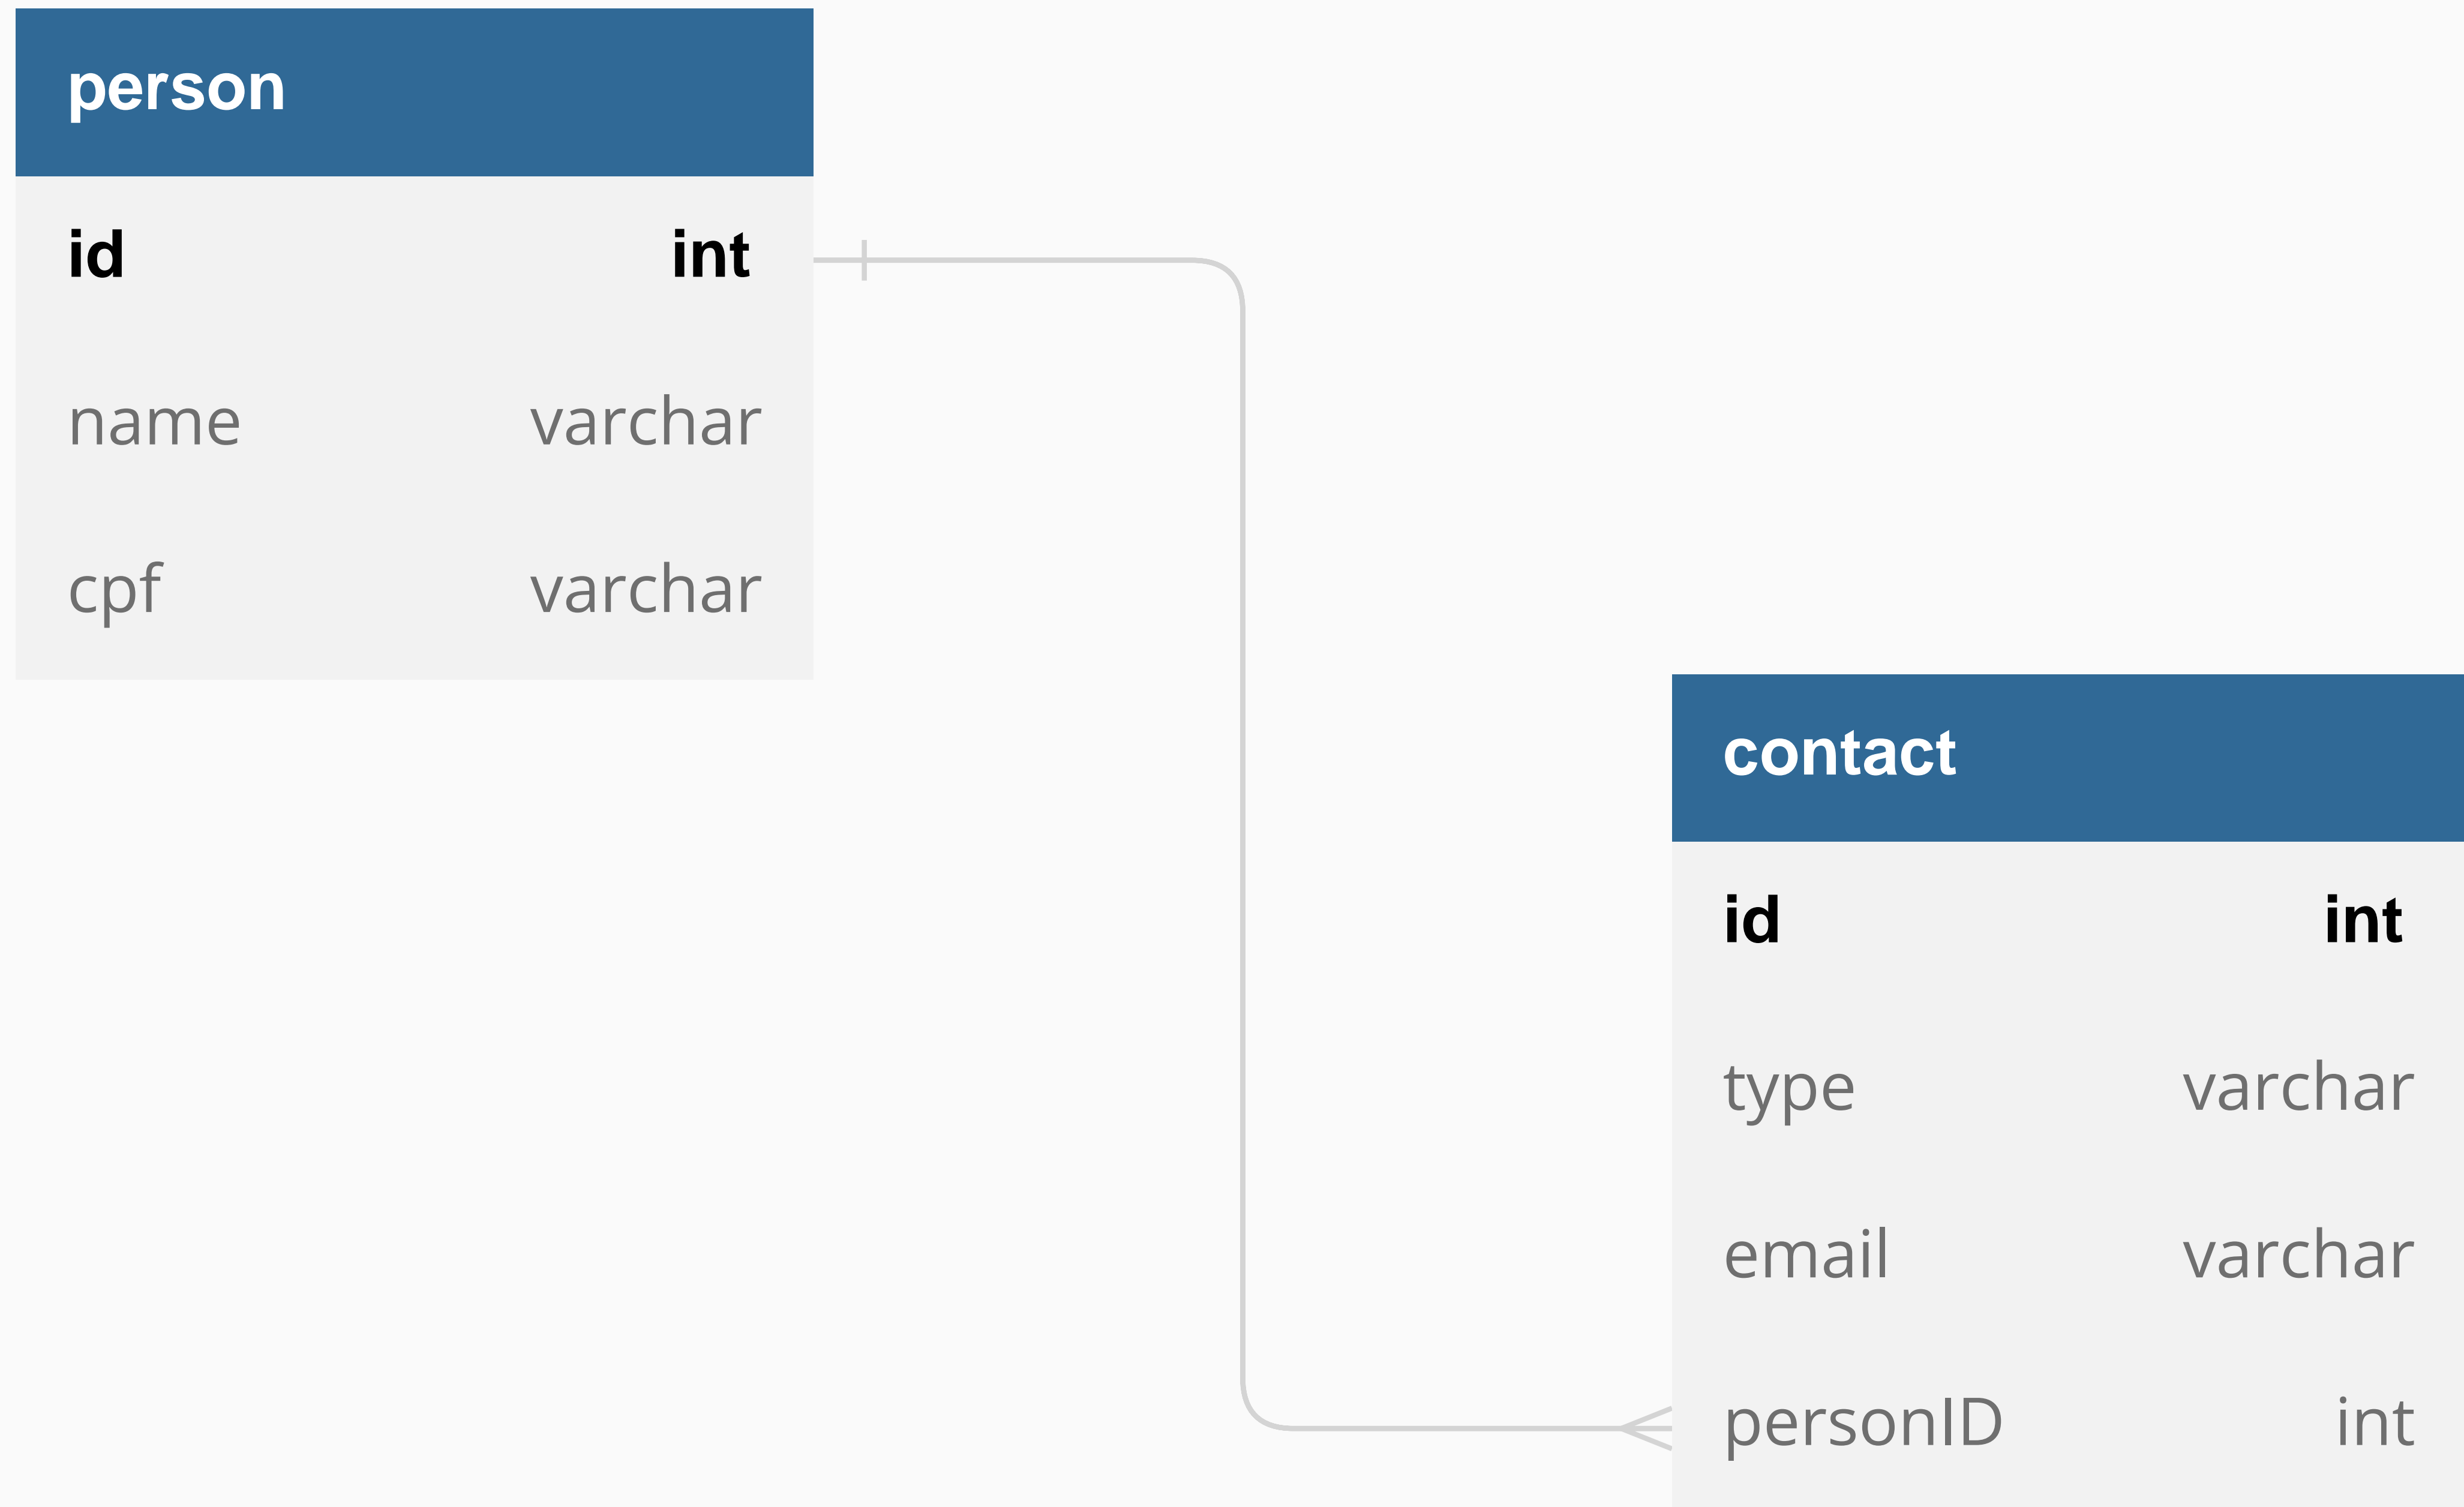 person
id int
name varchar
cpf varchar
contact
id int
type varchar
email varchar
personID int